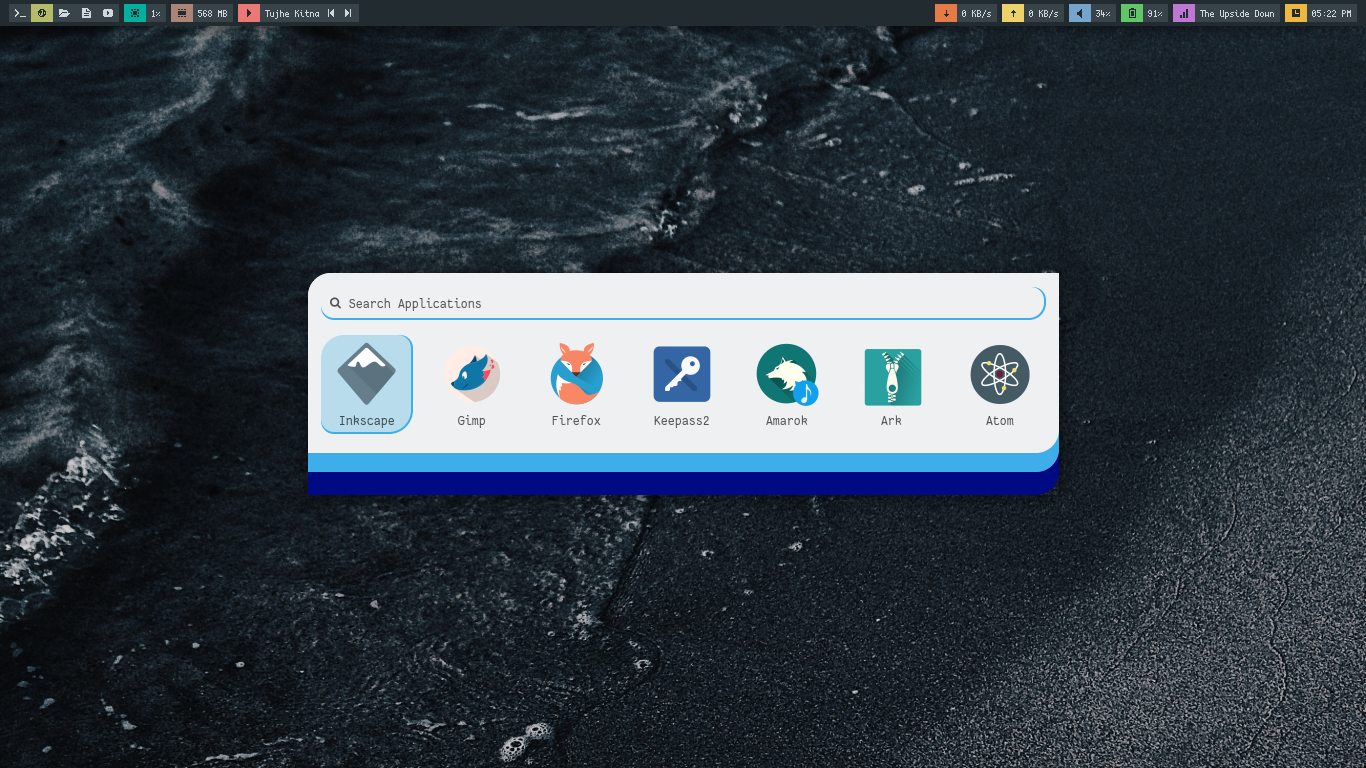 1% 568 MB Tujhe Kitna 0 KB/s 0 KB/s 34% 91% The Upside Down 05:22 PM
Search Applications
Inkscape Gimp Firefox Keepass2 Amarok Ark Atom